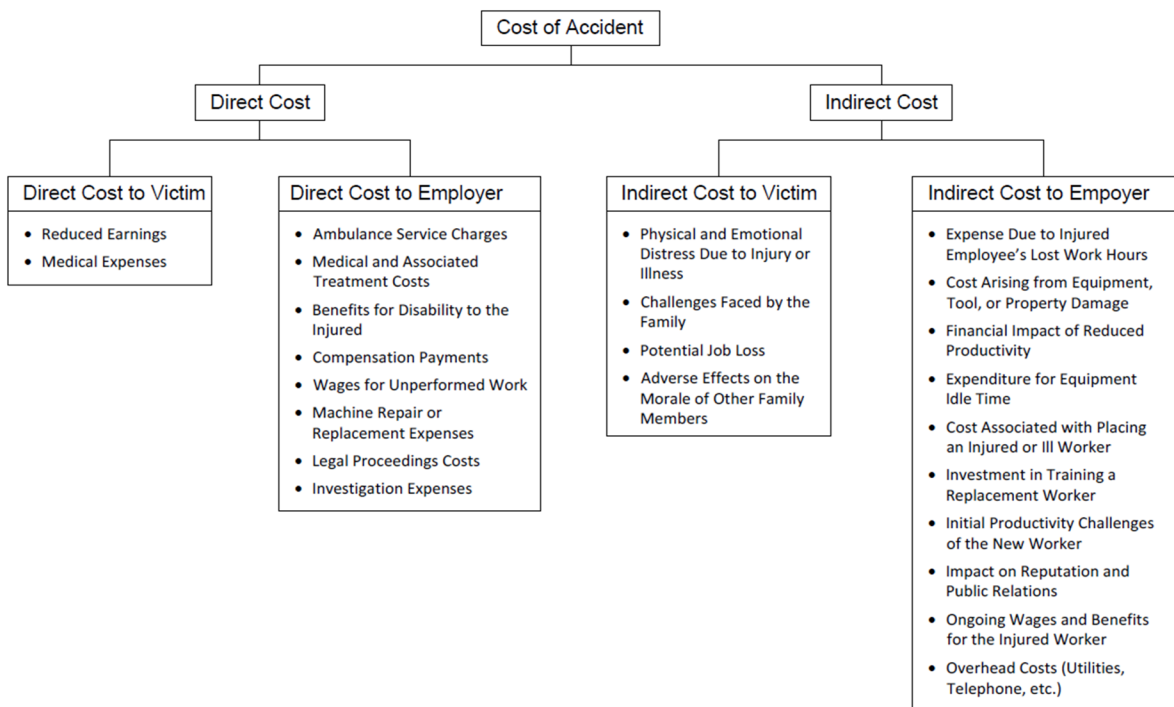 Cost of Accident
Direct Cost
Indirect Cost
Direct Cost to Victim
• Reduced Earnings
• Medical Expenses
Direct Cost to Employer
• Ambulance Service Charges
• Medical and Associated
Treatment Costs
• Benefits for Disability to the
Injured
• Compensation Payments
• Wages for Unperformed Work
• Machine Repair or
Replacement Expenses
• Legal Proceedings Costs
• Investigation Expenses
Indirect Cost to Victim
• Physical and Emotional
Distress Due to Injury or
Illness
• Challenges Faced by the
Family
• Potential Job Loss
• Adverse Effects on the
Morale of Other Family
Members
Indirect Cost to Empoyer
• Expense Due to Injured
Employee’s Lost Work Hours
• Cost Arising from Equipment,
Tool, or Property Damage
• Financial Impact of Reduced
Productivity
• Expenditure for Equipment
Idle Time
• Cost Associated with Placing
an Injured or Ill Worker
• Investment in Training a
Replacement Worker
• Initial Productivity Challenges
of the New Worker
• Impact on Reputation and
Public Relations
• Ongoing Wages and Benefits
for the Injured Worker
• Overhead Costs (Utilities,
Telephone, etc.)